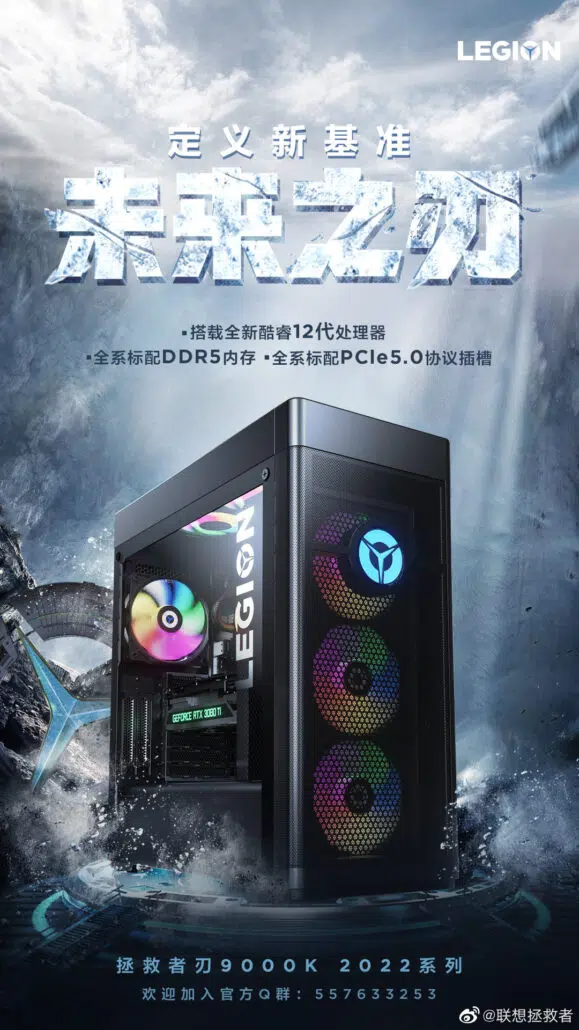 LEGION
定义新基准
未来之刃
▪搭载全新酷睿12代处理器
▪全系标配DDR5内存 ▪全系标配PCIe5.0协议插槽
LEGION
GEFORCE RTX 3080 TI
拯救者刃9000K 2022系列
欢迎加入官方Q群：557633253
@联想拯救者